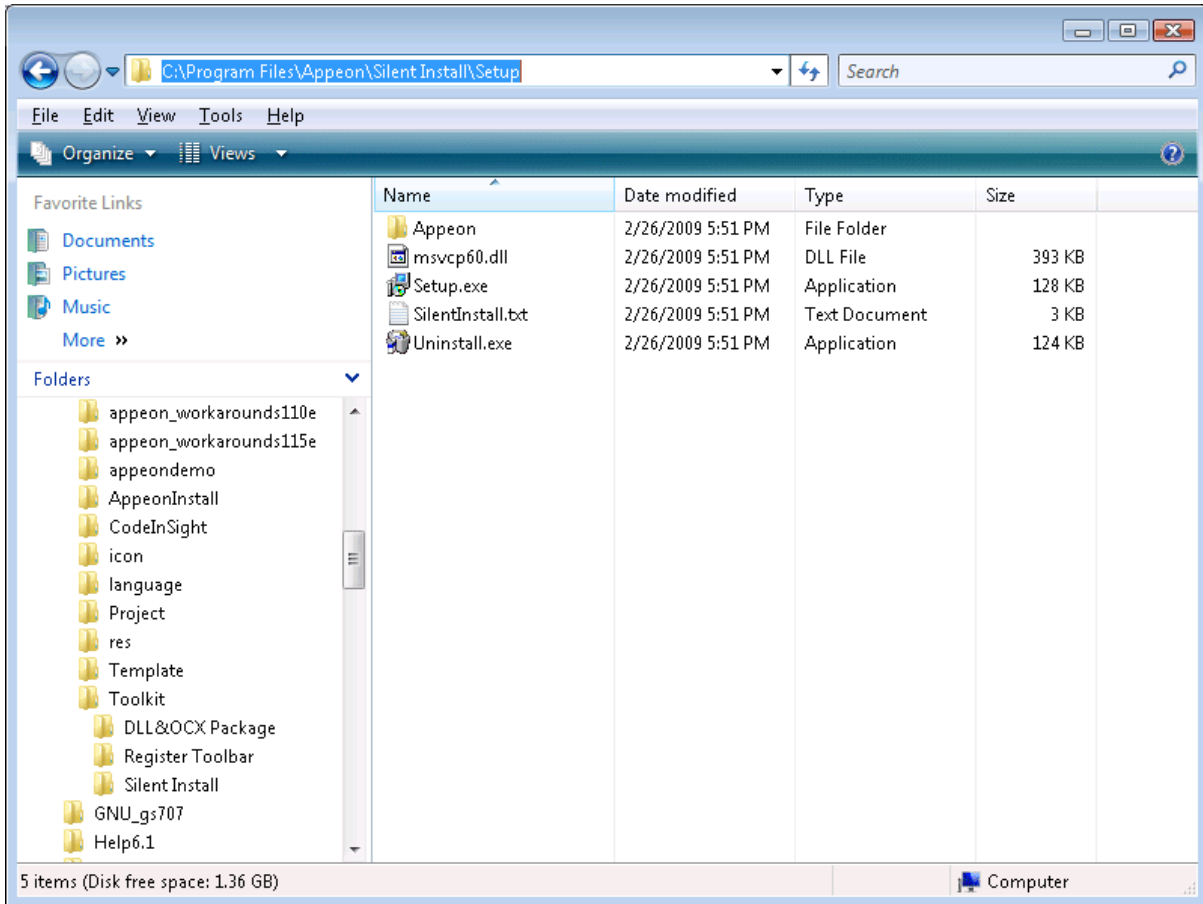 C:\Program Files\Appeon\Silent Install\Setup
Search
File Edit View Tools Help
Organize Views
Favorite Links
Documents
Pictures
Music
More »
Folders
appeon_workarounds110e
appeon_workarounds115e
appeondemo
AppeonInstall
CodeInSight
icon
language
Project
res
Template
Toolkit
DLL&OCX Package
Register Toolbar
Silent Install
GNU_gs707
Help6.1
Name Date modified Type Size
Appeon 2/26/2009 5:51 PM File Folder
msvcp60.dll 2/26/2009 5:51 PM DLL File 393 KB
Setup.exe 2/26/2009 5:51 PM Application 128 KB
SilentInstall.txt 2/26/2009 5:51 PM Text Document 3 KB
Uninstall.exe 2/26/2009 5:51 PM Application 124 KB
5 items (Disk free space: 1.36 GB)
Computer